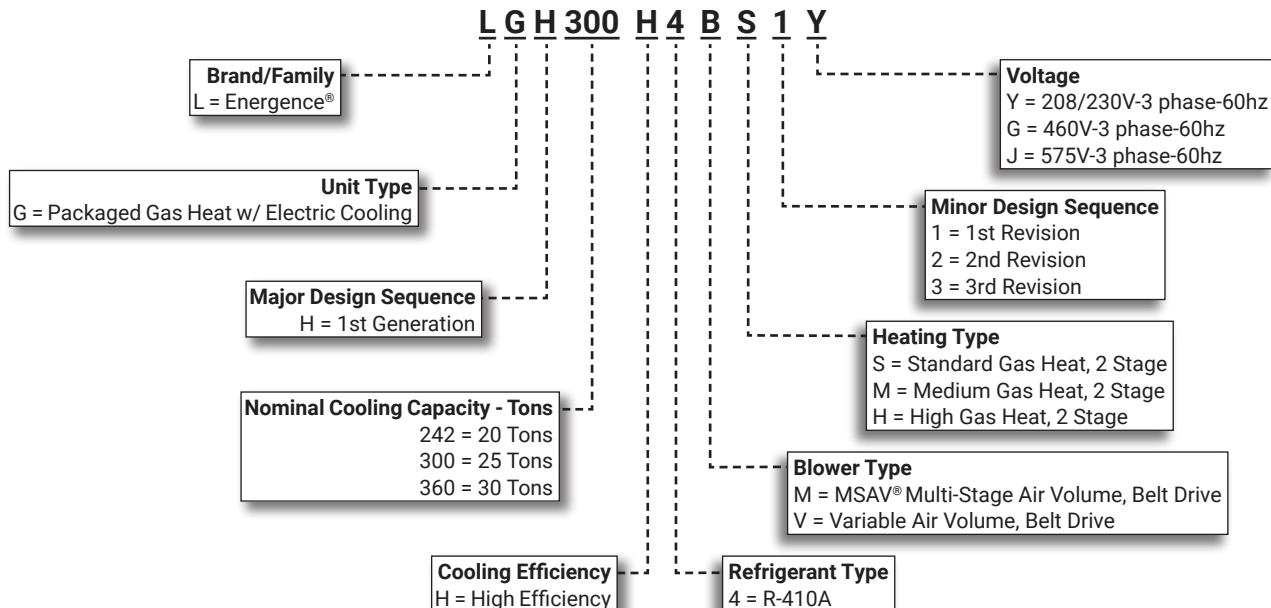 L G H 300 H 4 B S 1 Y
Brand/Family
L = Energence®
Unit Type
G = Packaged Gas Heat w/ Electric Cooling
Major Design Sequence
H = 1st Generation
Nominal Cooling Capacity - Tons
242 = 20 Tons
300 = 25 Tons
360 = 30 Tons
Cooling Efficiency
H = High Efficiency
Voltage
Y = 208/230V-3 phase-60hz
G = 460V-3 phase-60hz
J = 575V-3 phase-60hz
Minor Design Sequence
1 = 1st Revision
2 = 2nd Revision
3 = 3rd Revision
Heating Type
S = Standard Gas Heat, 2 Stage
M = Medium Gas Heat, 2 Stage
H = High Gas Heat, 2 Stage
Blower Type
M = MSAV® Multi-Stage Air Volume, Belt Drive
V = Variable Air Volume, Belt Drive
Refrigerant Type
4 = R-410A